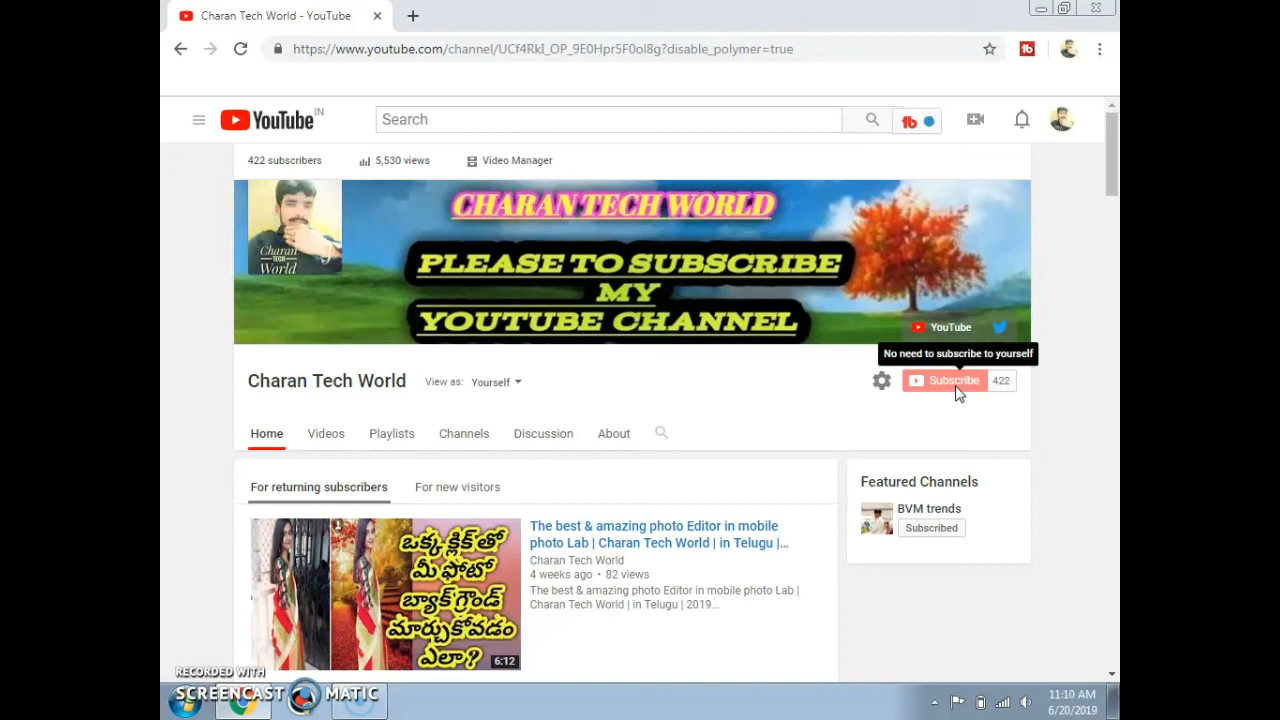 Charan Tech World - YouTube
https://www.youtube.com/channel/UCf4RkI_OP_9E0Hpr5F0ol8g?disable_polymer=true
YouTube IN
Search
422 subscribers
5,530 views
Video Manager
CHARAN TECH WORLD
Charan
TECH
World
PLEASE TO SUBSCRIBE
MY
YOUTUBE CHANNEL
YouTube
No need to subscribe to yourself
Charan Tech World
View as: Yourself
Subscribe 422
Home
Videos
Playlists
Channels
Discussion
About
For returning subscribers
For new visitors
Featured Channels
BVM trends
Subscribed
ఒక్క క్లిక్ తో
మీ ఫోటో
బ్యాక్ గ్రౌండ్
మార్చుకోవడం
ఎలా?
6:12
The best & amazing photo Editor in mobile
photo Lab | Charan Tech World | in Telugu |...
Charan Tech World
4 weeks ago • 82 views
The best & amazing photo Editor in mobile photo Lab |
Charan Tech World | in Telugu | 2019...
RECORDED WITH
SCREENCAST MATIC
11:10 AM
6/20/2019